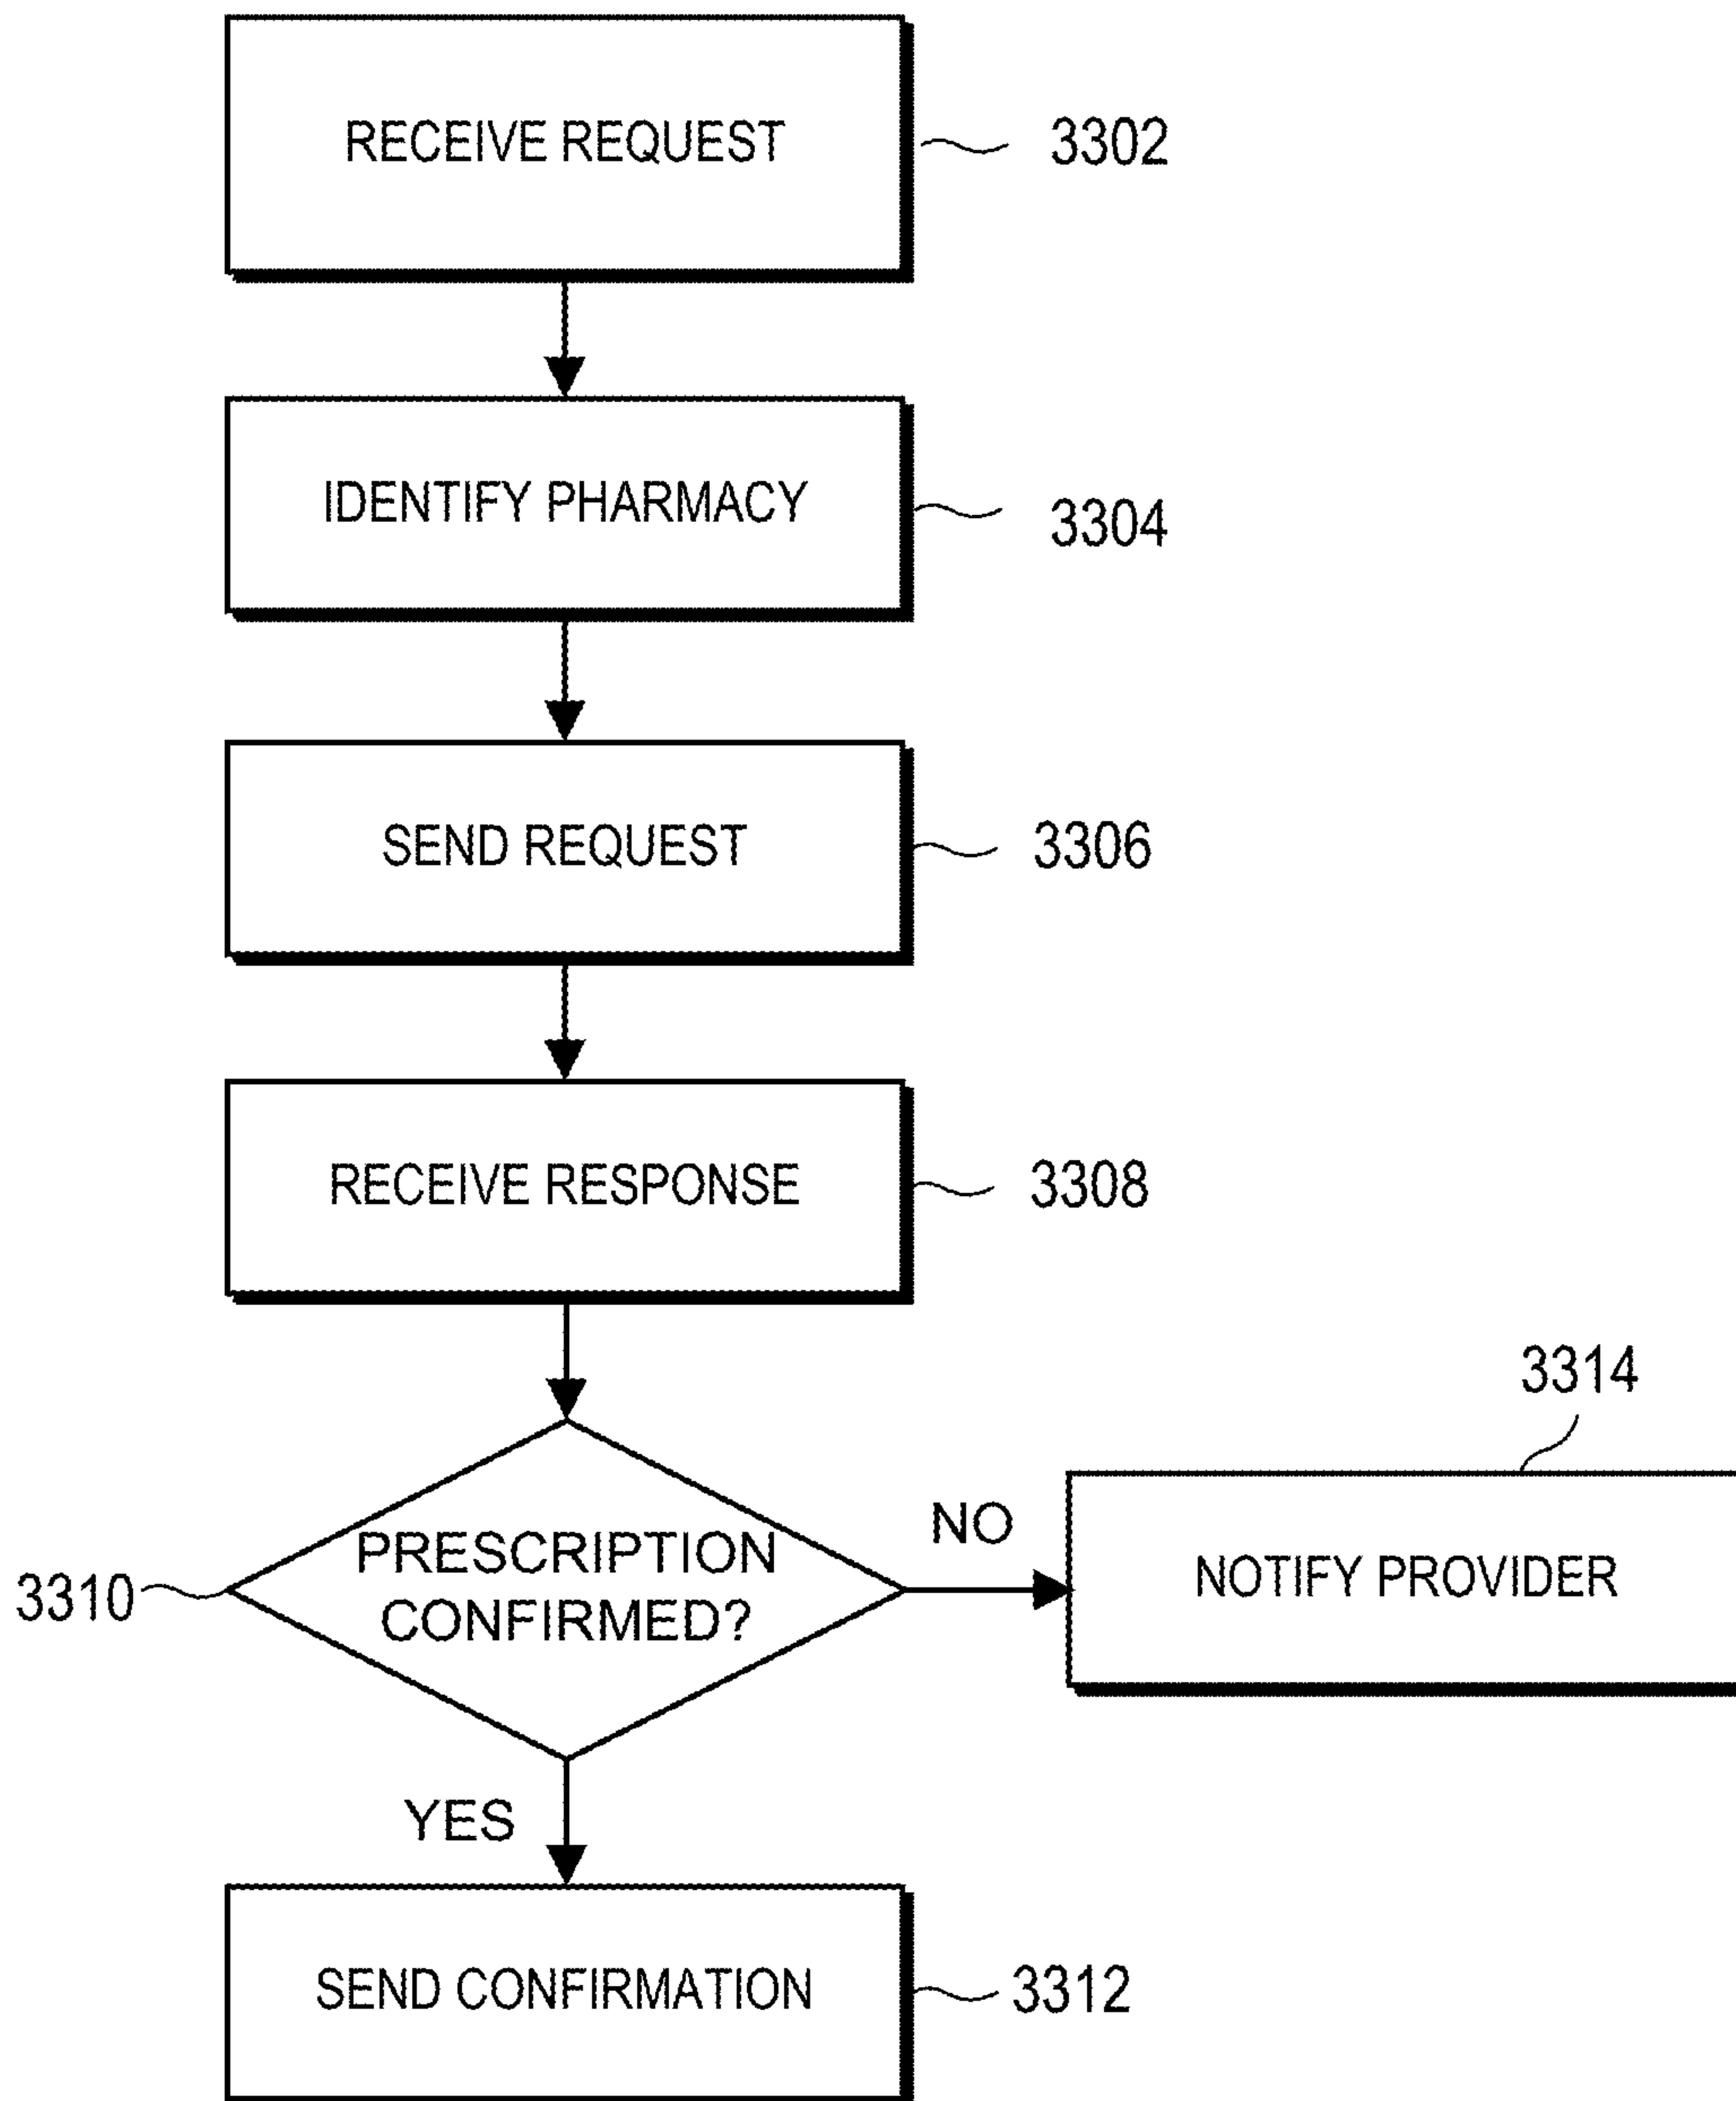 RECEIVE REQUEST
3302
IDENTIFY PHARMACY
3304
SEND REQUEST
3306
RECEIVE RESPONSE
3308
3314
PRESCRIPTION
CONFIRMED?
3310
NO
NOTIFY PROVIDER
YES
SEND CONFIRMATION
3312